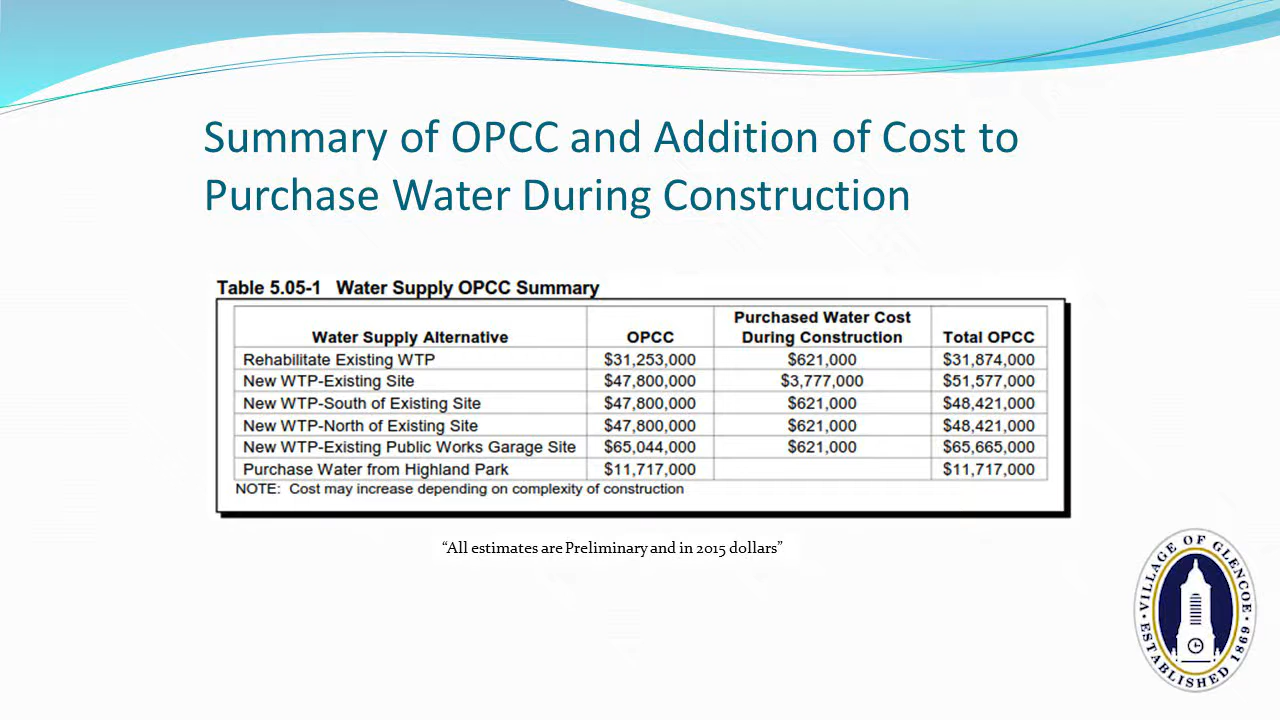 Summary of OPCC and Addition of Cost to
Purchase Water During Construction
Table 5.05-1 Water Supply OPCC Summary
Water Supply Alternative OPCC Purchased Water Cost During Construction Total OPCC
Rehabilitate Existing WTP $31,253,000 $621,000 $31,874,000
New WTP-Existing Site $47,800,000 $3,777,000 $51,577,000
New WTP-South of Existing Site $47,800,000 $621,000 $48,421,000
New WTP-North of Existing Site $47,800,000 $621,000 $48,421,000
New WTP-Existing Public Works Garage Site $65,044,000 $621,000 $65,665,000
Purchase Water from Highland Park $11,717,000 $11,717,000
NOTE: Cost may increase depending on complexity of construction
“All estimates are Preliminary and in 2015 dollars”
VILLAGE OF GLENCOE
ESTABLISHED 1869